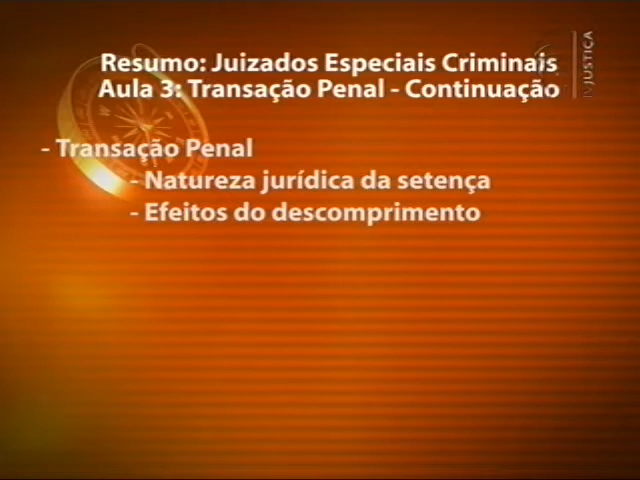 Resumo: Juizados Especiais Criminais
Aula 3: Transação Penal - Continuação
- Transação Penal
- Natureza jurídica da setença
- Efeitos do descomprimento
JUSTIÇA